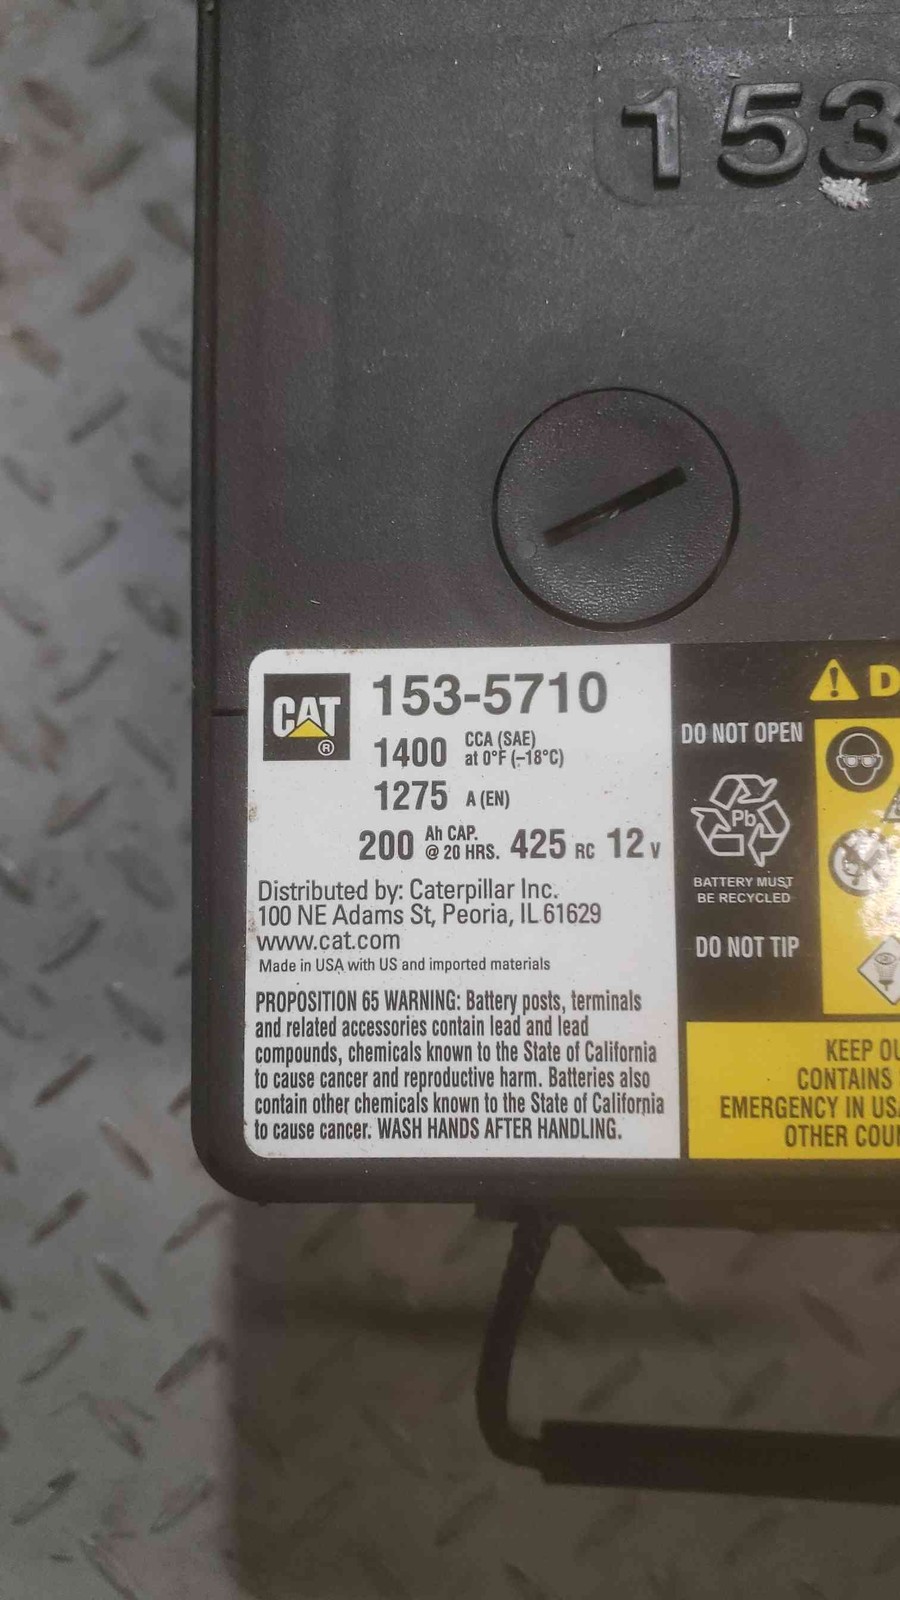 153
CAT
®
153-5710
1400 CCA (SAE) at 0°F (-18°C)
1275 A (EN)
200 Ah CAP. @ 20 HRS. 425 RC 12 V
Distributed by: Caterpillar Inc.
100 NE Adams St, Peoria, IL 61629
www.cat.com
Made in USA with US and imported materials
PROPOSITION 65 WARNING: Battery posts, terminals
and related accessories contain lead and lead
compounds, chemicals known to the State of California
to cause cancer and reproductive harm. Batteries also
contain other chemicals known to the State of California
to cause cancer. WASH HANDS AFTER HANDLING.
DO NOT OPEN
Pb
BATTERY MUST
BE RECYCLED
DO NOT TIP
D
KEEP OU
CONTAINS
EMERGENCY IN USA
OTHER COUN